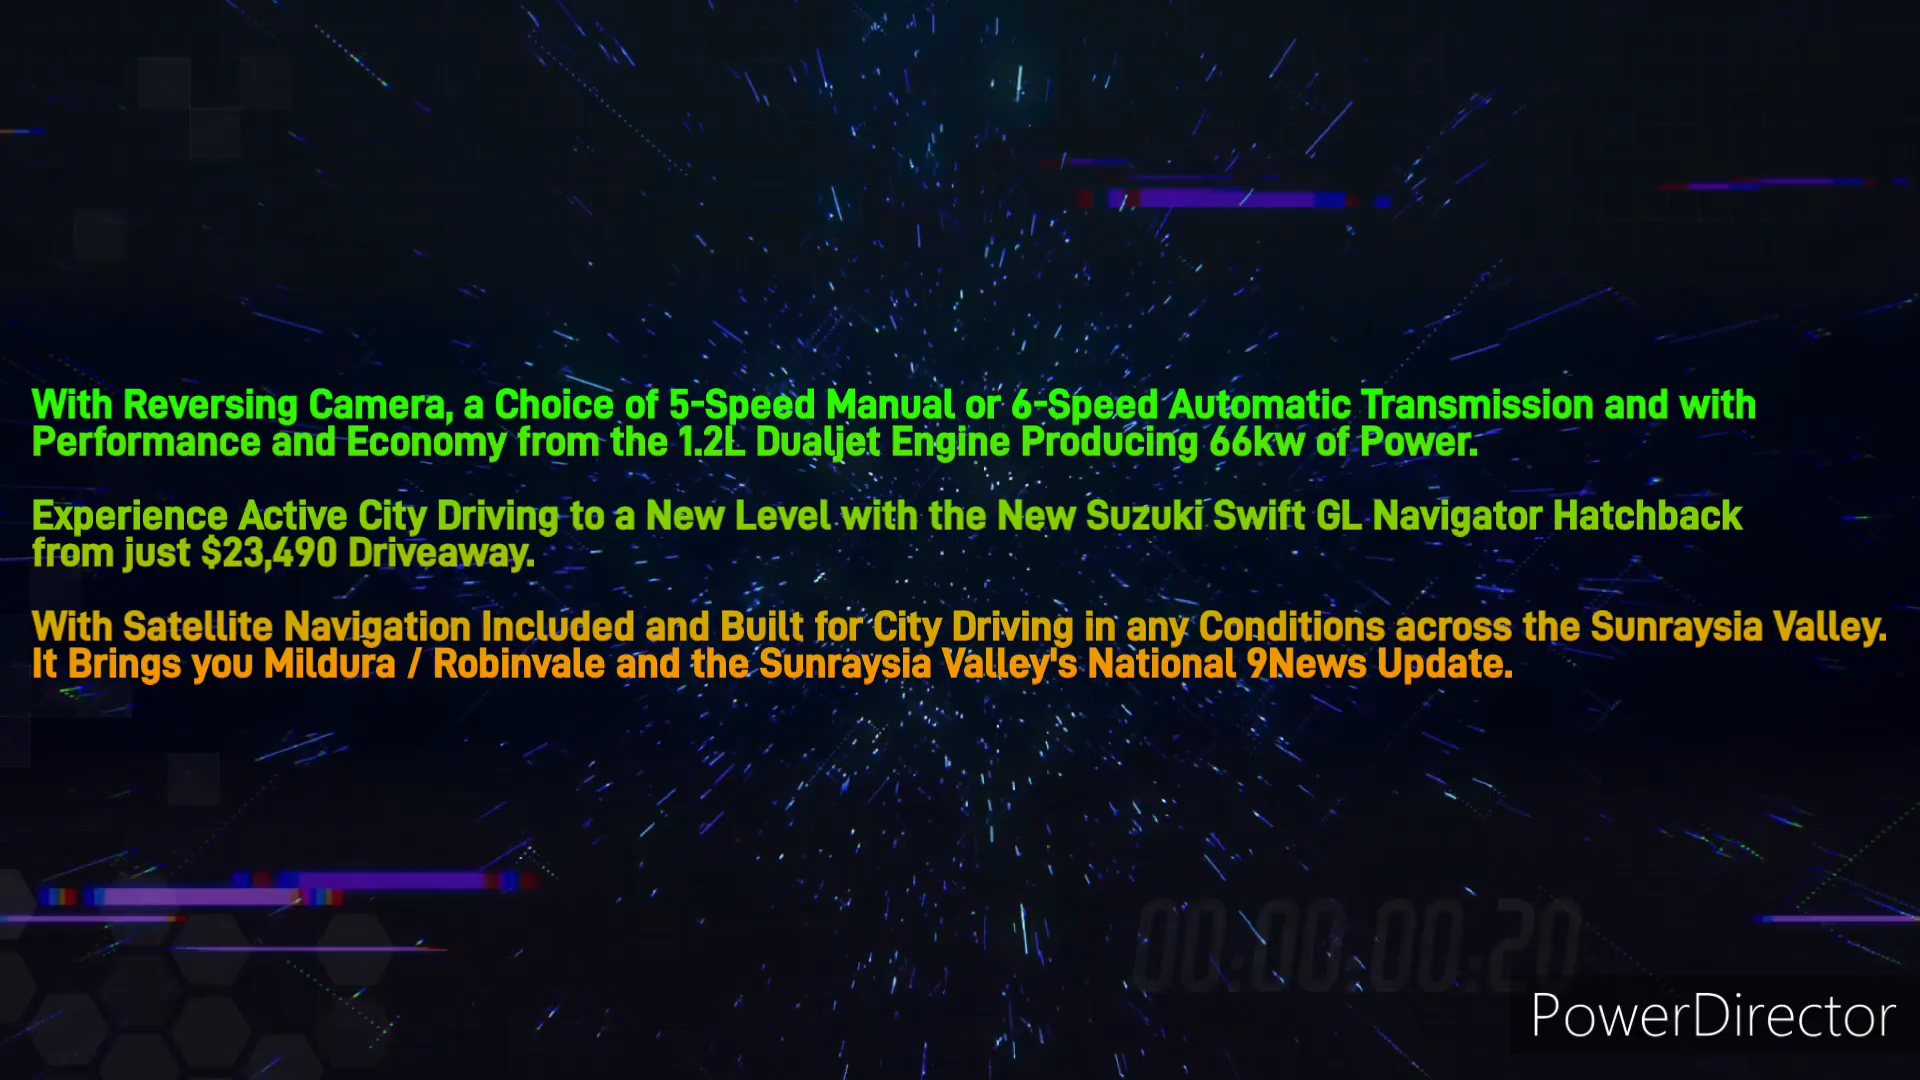 With Reversing Camera, a Choice of 5-Speed Manual or 6-Speed Automatic Transmission and with
Performance and Economy from the 1.2L Dualjet Engine Producing 66kw of Power.
Experience Active City Driving to a New Level with the New Suzuki Swift GL Navigator Hatchback
from just $23,490 Driveaway.
With Satellite Navigation Included and Built for City Driving in any Conditions across the Sunraysia Valley.
It Brings you Mildura / Robinvale and the Sunraysia Valley's National 9News Update.
00:00:00:20
PowerDirector